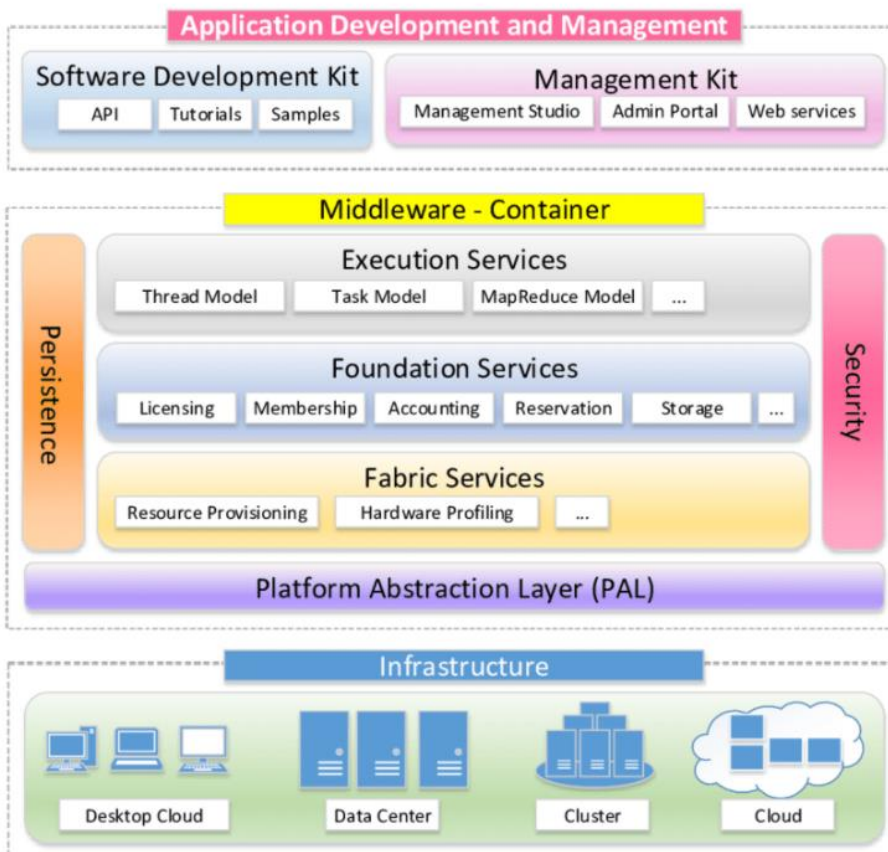 Application Development and Management
Software Development Kit
API
Tutorials
Samples
Management Kit
Management Studio
Admin Portal
Web services
Middleware - Container
Persistence
Execution Services
Thread Model
Task Model
MapReduce Model
...
Foundation Services
Licensing
Membership
Accounting
Reservation
Storage
...
Fabric Services
Resource Provisioning
Hardware Profiling
...
Security
Platform Abstraction Layer (PAL)
Infrastructure
Desktop Cloud
Data Center
Cluster
Cloud